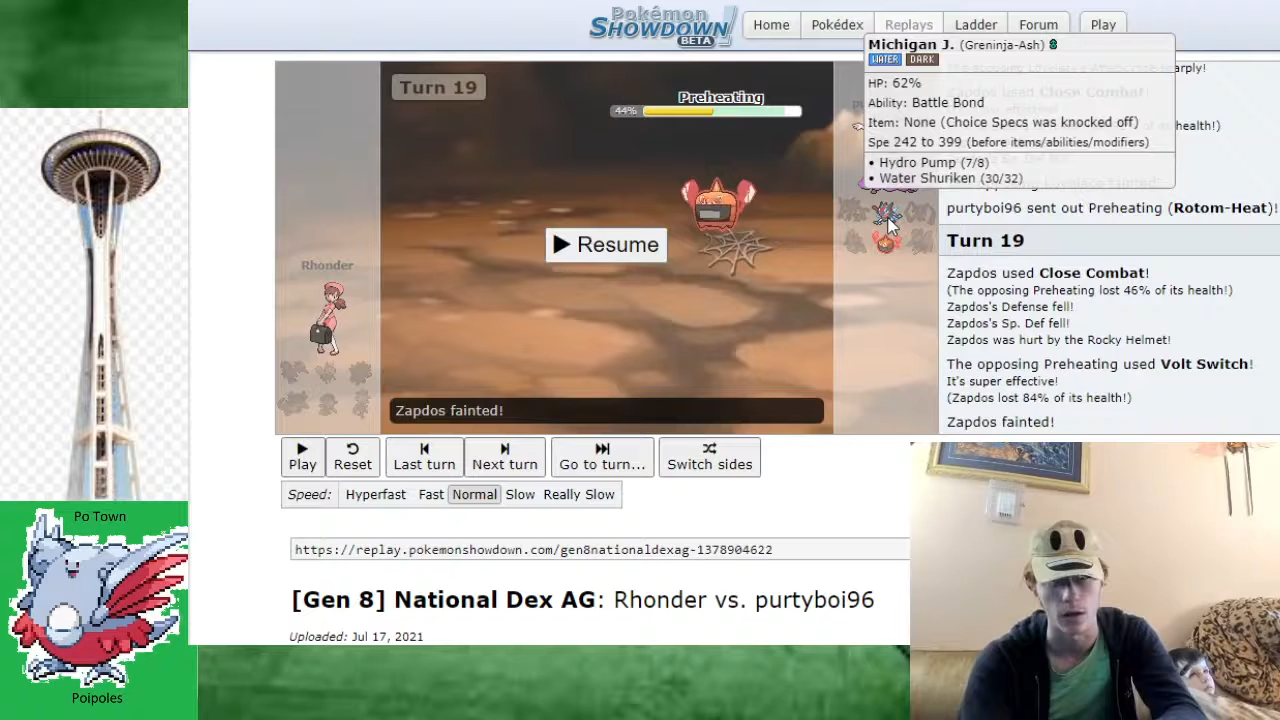 Pokémon
SHOWDOWN!
BETA
Home
Pokédex
Replays
Ladder
Forum
Play
Michigan J. (Greninja-Ash)
WATER DARK
HP: 62%
Ability: Battle Bond
Item: None (Choice Specs was knocked off)
Spe 242 to 399 (before items/abilities/modifiers)
• Hydro Pump (7/8)
• Water Shuriken (30/32)
Turn 19
Preheating
44%
Resume
Rhonder
Zapdos fainted!
purtyboi96 sent out Preheating (Rotom-Heat)!
Turn 19
Zapdos used Close Combat!
(The opposing Preheating lost 46% of its health!)
Zapdos's Defense fell!
Zapdos's Sp. Def fell!
Zapdos was hurt by the Rocky Helmet!
The opposing Preheating used Volt Switch!
It's super effective!
(Zapdos lost 84% of its health!)
Zapdos fainted!
Play
Reset
Last turn
Next turn
Go to turn...
Switch sides
Speed: Hyperfast Fast Normal Slow Really Slow
https://replay.pokemonshowdown.com/gen8nationaldexag-1378904622
[Gen 8] National Dex AG: Rhonder vs. purtyboi96
Uploaded: Jul 17, 2021
Po Town
Poipoles